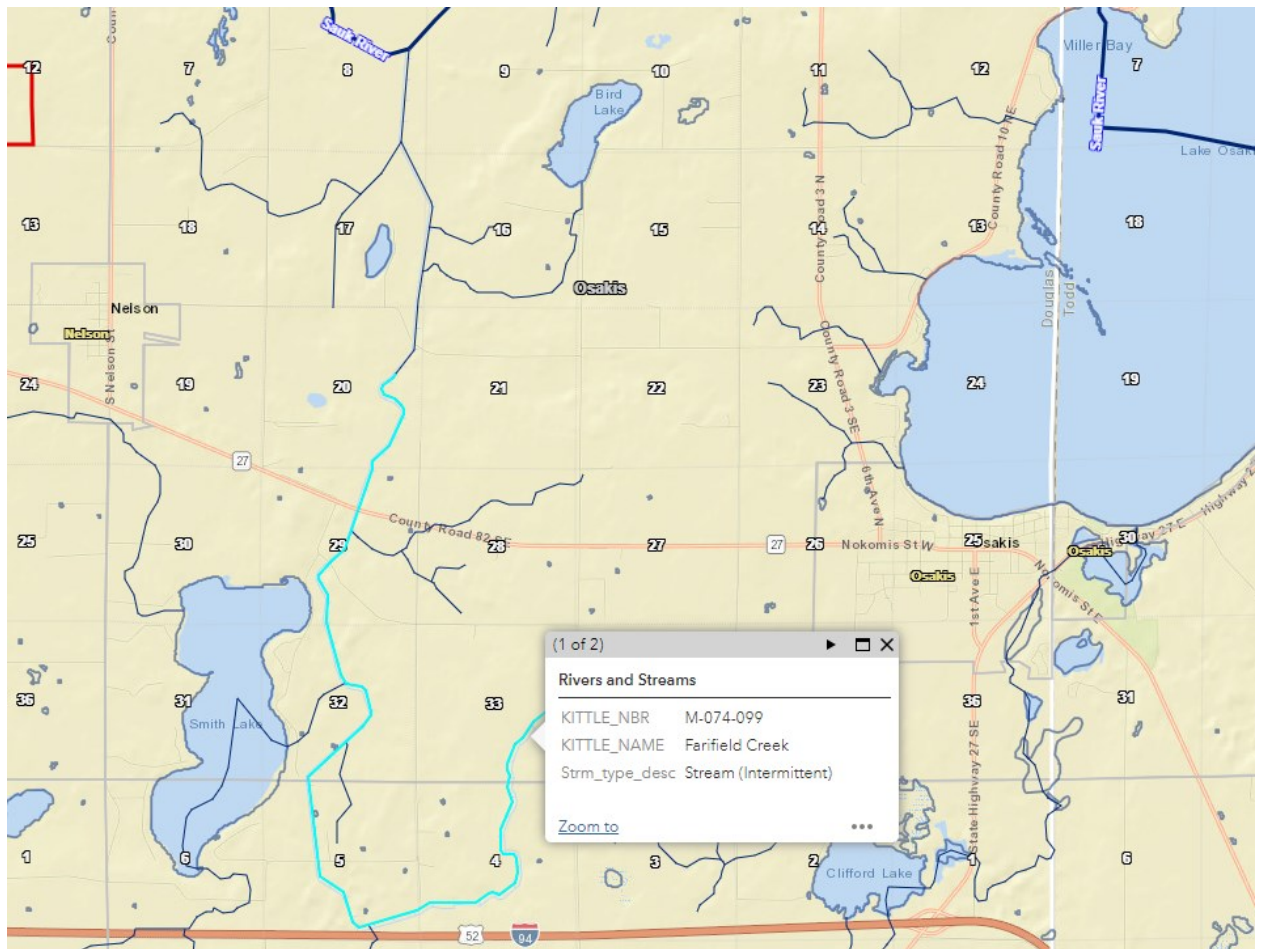 Coun
Sauk River
Miller Bay
12
7
8
9
10
11
12
7
Bird
Lake
Sauk River
County Road 10 NE
Lake Osak
County Road 3 N
13
18
17
16
15
14
13
18
Osakis
Douglas
Todd
Nelson
Nelson
S Nelson St
County Road 3 SE
24
19
20
21
22
23
24
19
27
6th Ave N
Highway 2
County Road 82 SE
Highway 27 E
25
30
29
28
27
27
26
Nokomis St W
25
Osakis
30
Osakis
Osakis
Nokomis St E
1st Ave E
(1 of 2)
Rivers and Streams
36
31
32
33
36
31
Smith Lake
KITTLE_NBR M-074-099
KITTLE_NAME Farifield Creek
Strm_type_desc Stream (Intermittent)
Zoom to
State Highway 27 SE
1
6
5
4
3
2
1
6
Clifford Lake
52
94